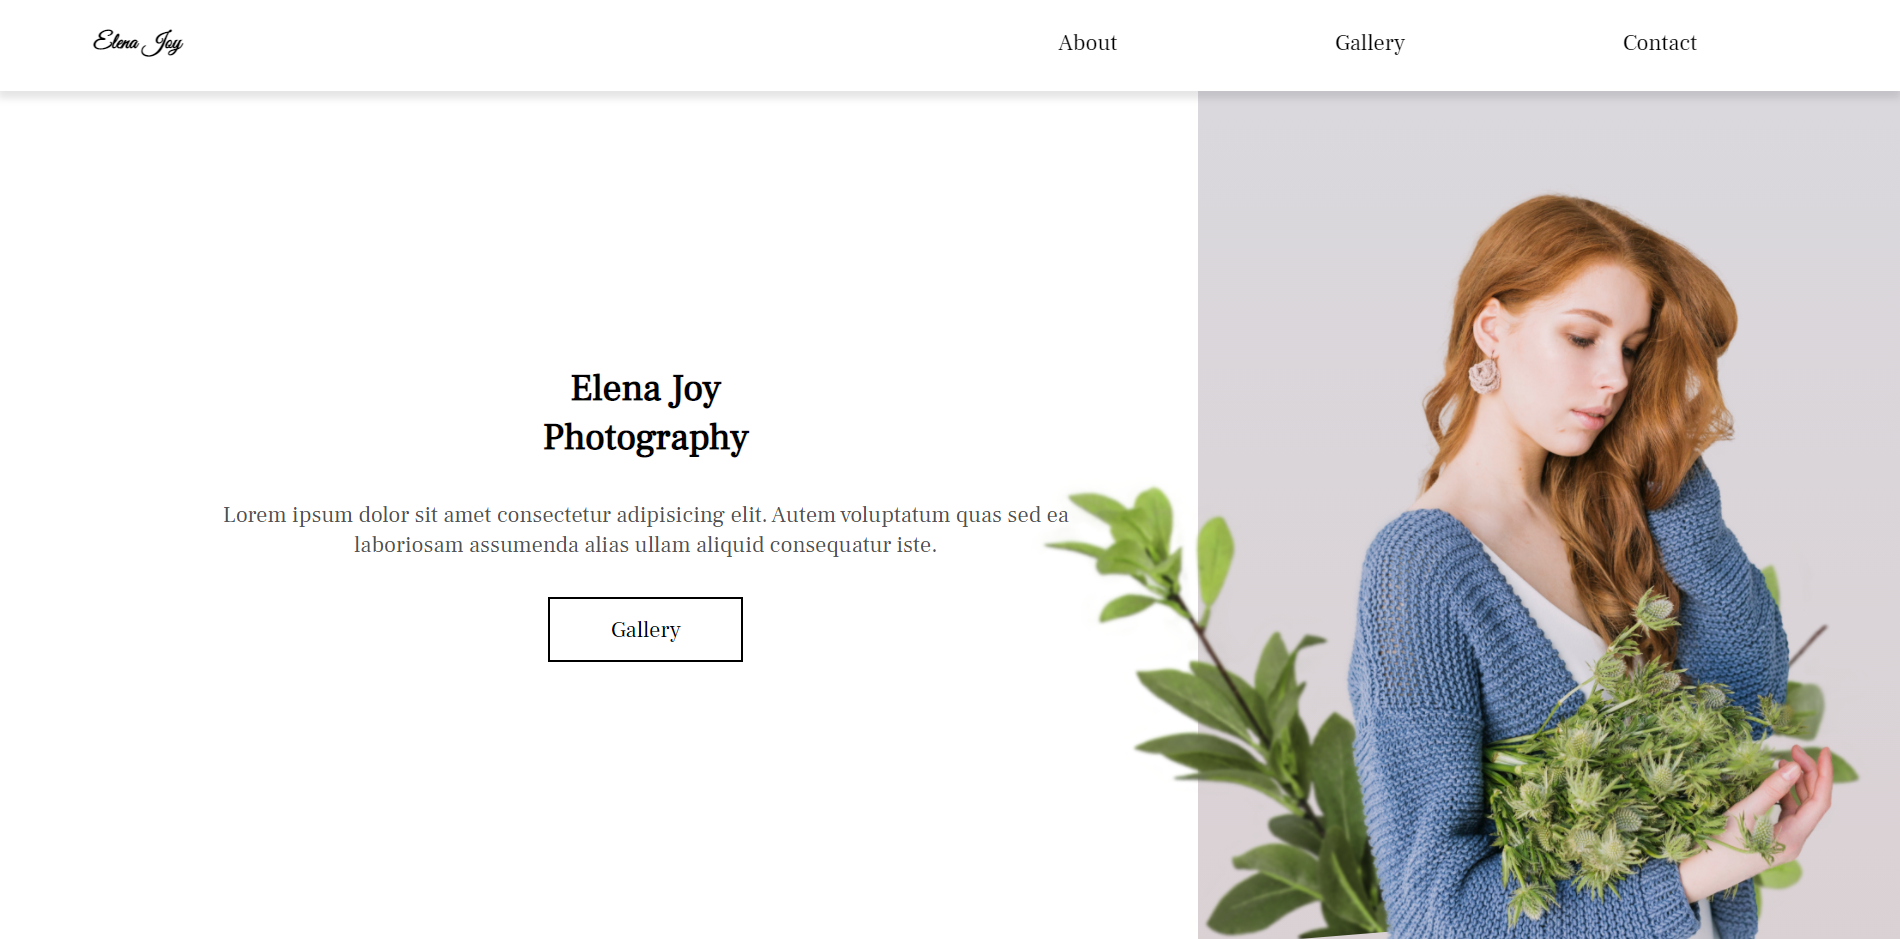 Elena Joy
About
Gallery
Contact
Elena Joy
Photography
Lorem ipsum dolor sit amet consectetur adipisicing elit. Autem voluptatum quas sed ea
laboriosam assumenda alias ullam aliquid consequatur iste.
Gallery